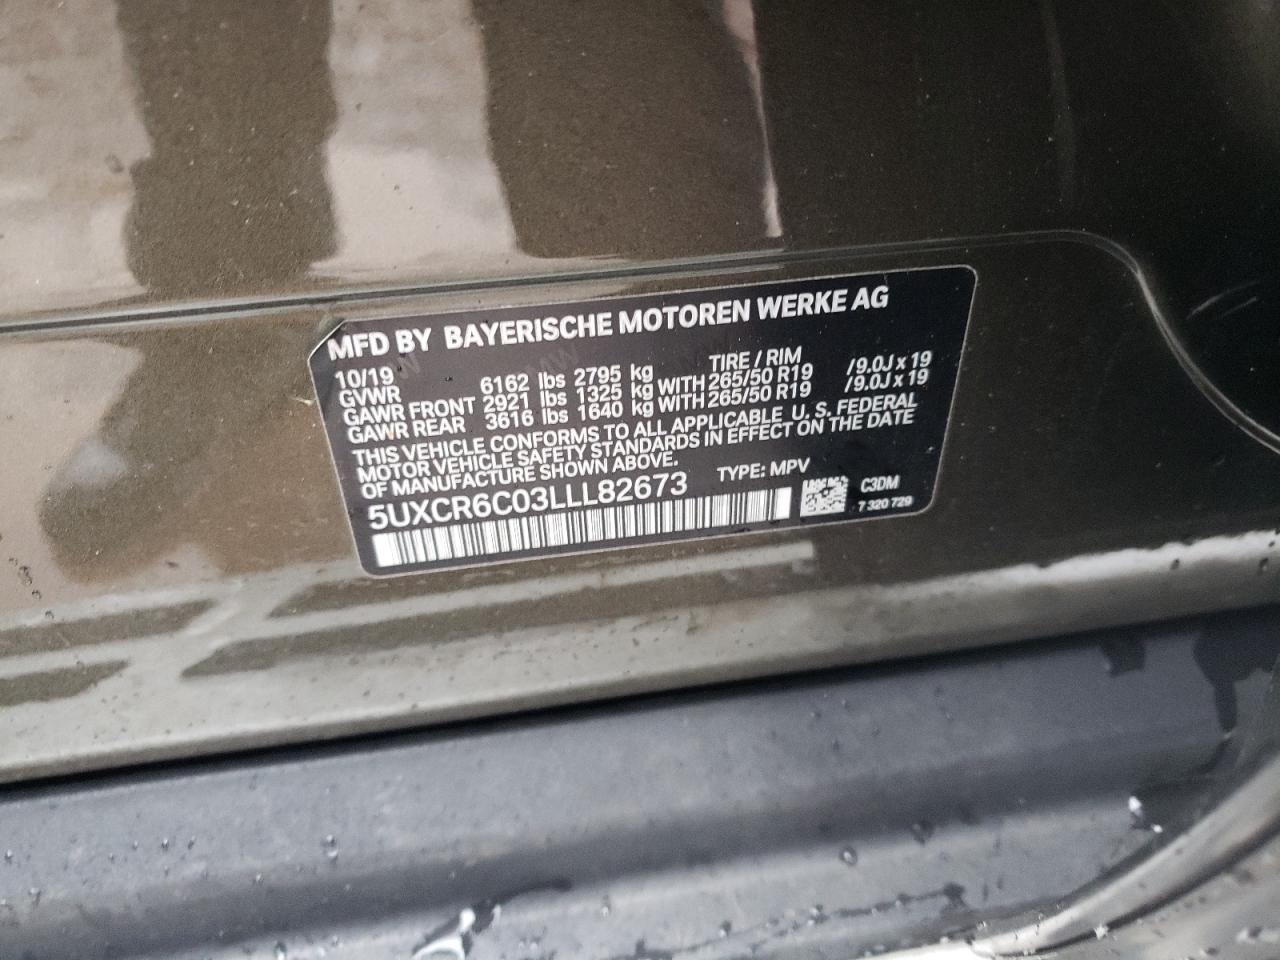 MFD BY BAYERISCHE MOTOREN WERKE AG
10/19 TIRE / RIM
GVWR 6162 lbs 2795 kg
GAWR FRONT 2921 lbs 1325 kg WITH 265/50 R19 /9.0J x 19
GAWR REAR 3616 lbs 1640 kg WITH 265/50 R19 /9.0J x 19
THIS VEHICLE CONFORMS TO ALL APPLICABLE U. S. FEDERAL
MOTOR VEHICLE SAFETY STANDARDS IN EFFECT ON THE DATE
OF MANUFACTURE SHOWN ABOVE. TYPE: MPV
5UXCR6C03LLL82673 C3DM
7 320 729